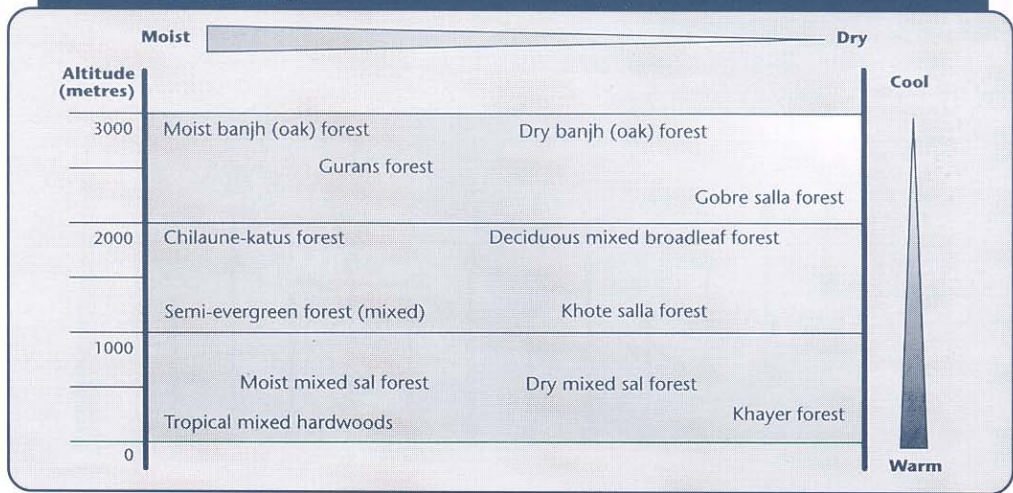 Moist Dry
Altitude
(metres)
Cool
3000 Moist banjh (oak) forest Dry banjh (oak) forest
Gurans forest
Gobre salla forest
2000 Chilaune-katus forest Deciduous mixed broadleaf forest
Semi-evergreen forest (mixed) Khote salla forest
1000
Moist mixed sal forest Dry mixed sal forest
Khayer forest
Tropical mixed hardwoods
0
Warm